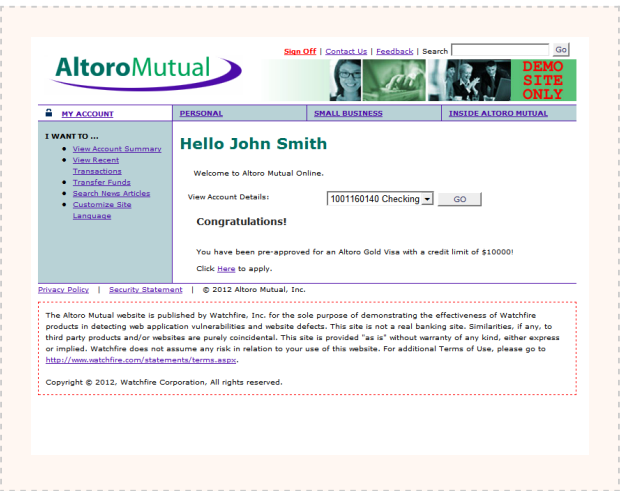 Sign Off | Contact Us | Feedback | Search Go
AltoroMutual
DEMO
SITE
ONLY
MY ACCOUNT PERSONAL SMALL BUSINESS INSIDE ALTORO MUTUAL
I WANT TO ...
View Account Summary
View Recent
Transactions
Transfer Funds
Search News Articles
Customize Site
Language
Hello John Smith
Welcome to Altoro Mutual Online.
View Account Details: 1001160140 Checking GO
Congratulations!
You have been pre-approved for an Altoro Gold Visa with a credit limit of $10000!
Click Here to apply.
Privacy Policy | Security Statement | © 2012 Altoro Mutual, Inc.
The Altoro Mutual website is published by Watchfire, Inc. for the sole purpose of demonstrating the effectiveness of Watchfire
products in detecting web application vulnerabilities and website defects. This site is not a real banking site. Similarities, if any, to
third party products and/or websites are purely coincidental. This site is provided "as is" without warranty of any kind, either express
or implied. Watchfire does not assume any risk in relation to your use of this website. For additional Terms of Use, please go to
http://www.watchfire.com/statements/terms.aspx.
Copyright © 2012, Watchfire Corporation, All rights reserved.